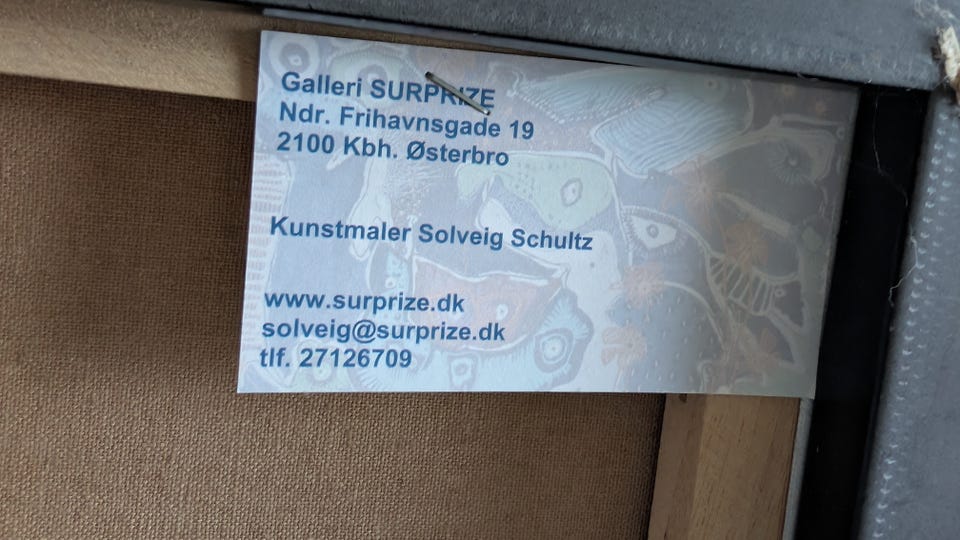 Galleri SURPRIZE
Ndr. Frihavnsgade 19
2100 Kbh. Østerbro
Kunstmaler Solveig Schultz
www.surprize.dk
solveig@surprize.dk
tlf. 27126709